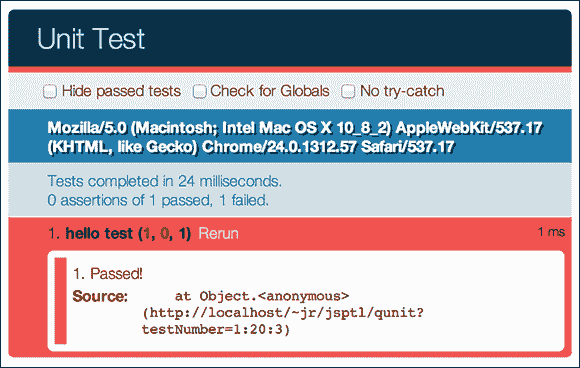 Unit Test
Hide passed tests Check for Globals No try-catch
Mozilla/5.0 (Macintosh; Intel Mac OS X 10_8_2) AppleWebKit/537.17
(KHTML, like Gecko) Chrome/24.0.1312.57 Safari/537.17
Tests completed in 24 milliseconds.
0 assertions of 1 passed, 1 failed.
1. hello test (1, 0, 1) Rerun 1 ms
1. Passed!
Source: at Object.<anonymous>
(http://localhost/~jr/jsptl/qunit?
testNumber=1:20:3)